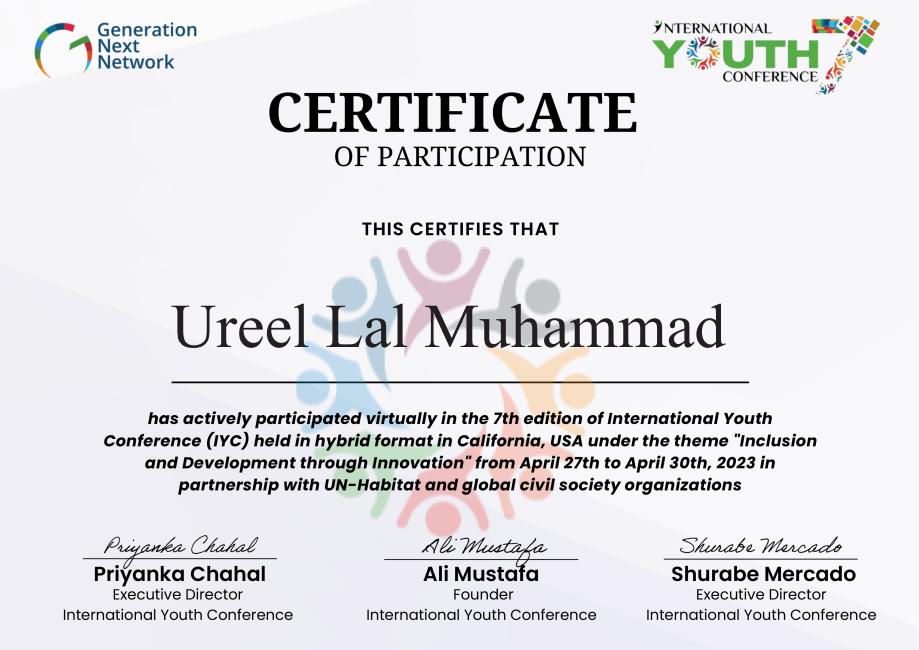 Generation
Next
Network
INTERNATIONAL
YOUTH
CONFERENCE
7
CERTIFICATE
OF PARTICIPATION
THIS CERTIFIES THAT
Ureel Lal Muhammad
has actively participated virtually in the 7th edition of International Youth
Conference (IYC) held in hybrid format in California, USA under the theme "Inclusion
and Development through Innovation" from April 27th to April 30th, 2023 in
partnership with UN-Habitat and global civil society organizations
Priyanka Chahal Ali Mustafa Shurabe Mercado
Priyanka Chahal Ali Mustafa Shurabe Mercado
Executive Director Founder Executive Director
International Youth Conference International Youth Conference International Youth Conference